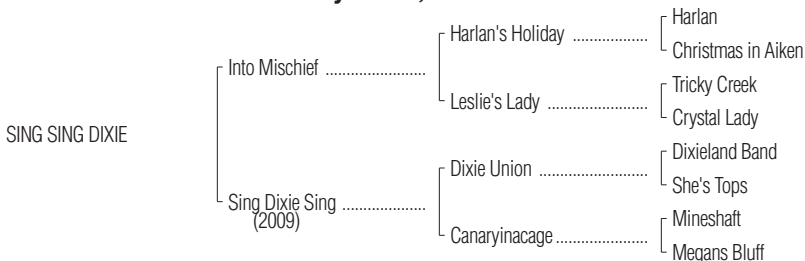 Harlan
Harlan's Holiday ..................
Christmas in Aiken
Into Mischief ........................
Tricky Creek
Leslie's Lady ........................
Crystal Lady
SING SING DIXIE
Dixieland Band
Dixie Union ..........................
She's Tops
Sing Dixie Sing ....................
(2009)
Mineshaft
Canaryinacage ......................
Megans Bluff